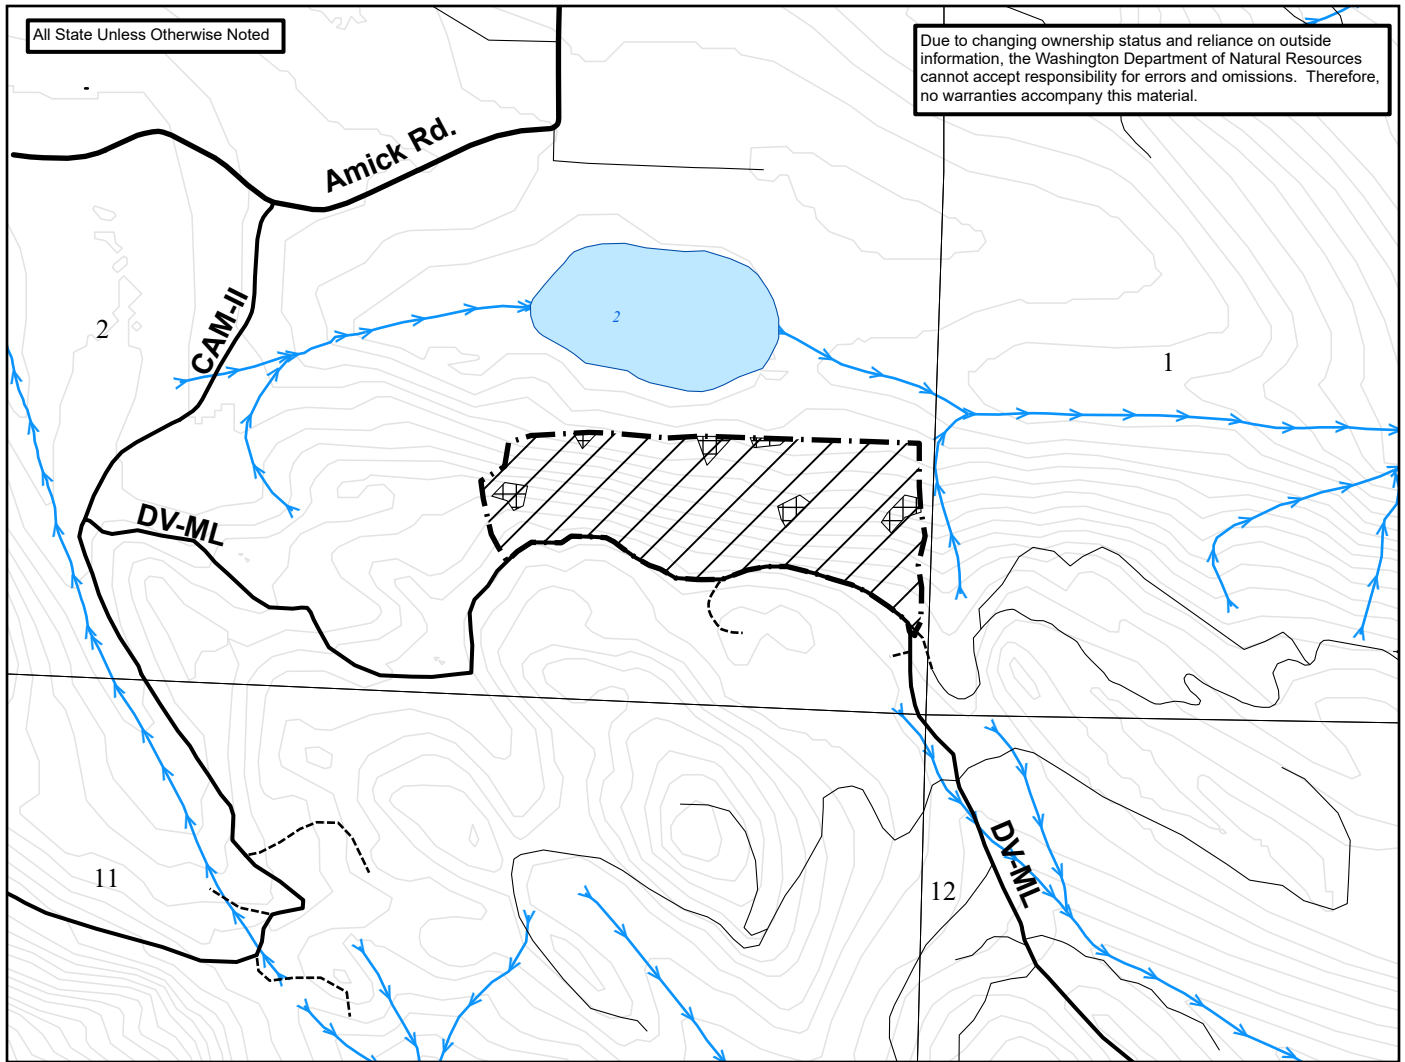 All State Unless Otherwise Noted
Due to changing ownership status and reliance on outside
information, the Washington Department of Natural Resources
cannot accept responsibility for errors and omissions.  Therefore,
no warranties accompany this material.
Amick Rd.
CAM-II
2
2
1
DV-ML
DV-ML
11
12